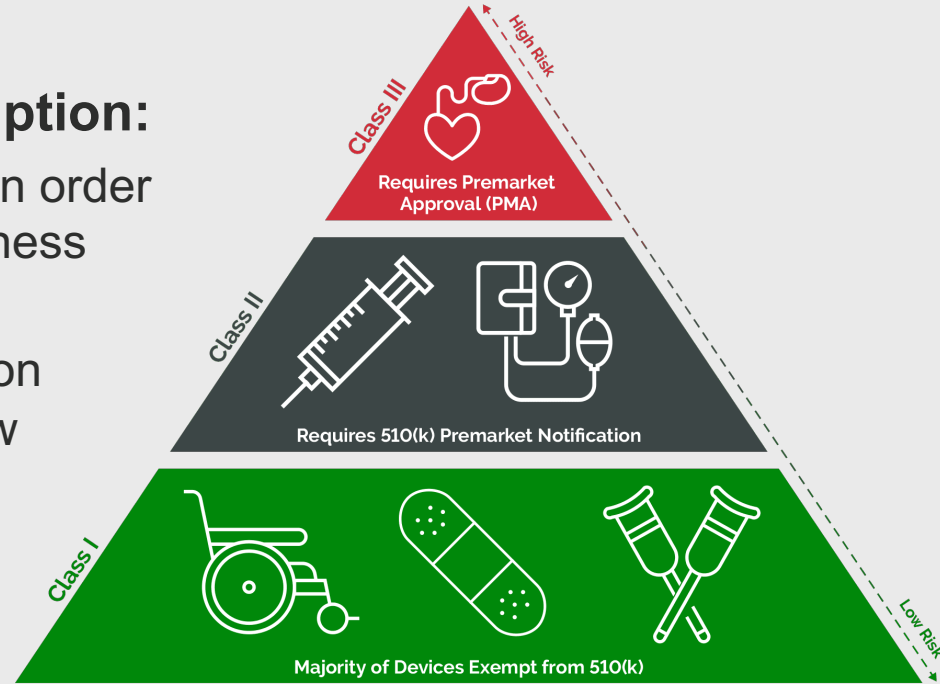 ption:
n order
ness
on
w
High Risk
Class III
Requires Premarket
Approval (PMA)
Class II
Requires 510(k) Premarket Notification
Class I
Majority of Devices Exempt from 510(k)
Low Risk